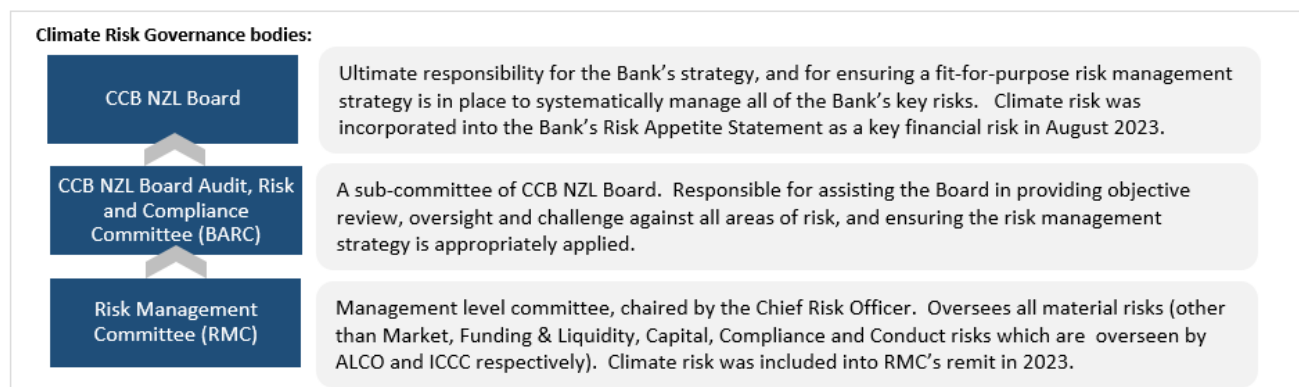 Climate Risk Governance bodies:
CCB NZL Board
Ultimate responsibility for the Bank's strategy, and for ensuring a fit-for-purpose risk management
strategy is in place to systematically manage all of the Bank's key risks.   Climate risk was
incorporated into the Bank's Risk Appetite Statement as a key financial risk in August 2023.
CCB NZL Board Audit, Risk
and Compliance
Committee (BARC)
A sub-committee of CCB NZL Board.  Responsible for assisting the Board in providing objective
review, oversight and challenge against all areas of risk, and ensuring the risk management
strategy is appropriately applied.
Risk Management
Committee (RMC)
Management level committee, chaired by the Chief Risk Officer.  Oversees all material risks (other
than Market, Funding & Liquidity, Capital, Compliance and Conduct risks which are  overseen by
ALCO and ICCC respectively).  Climate risk was included into RMC's remit in 2023.